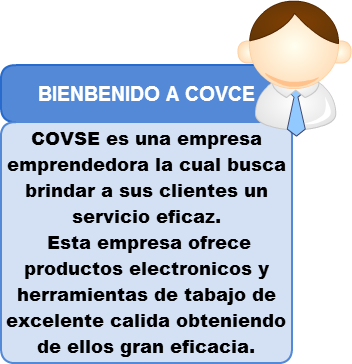 BIENBENIDO A COVCE
COVSE es una empresa
emprendedora la cual busca
brindar a sus clientes un
servicio eficaz.
Esta empresa ofrece
productos electronicos y
herramientas de tabajo de
excelente calida obteniendo
de ellos gran eficacia.